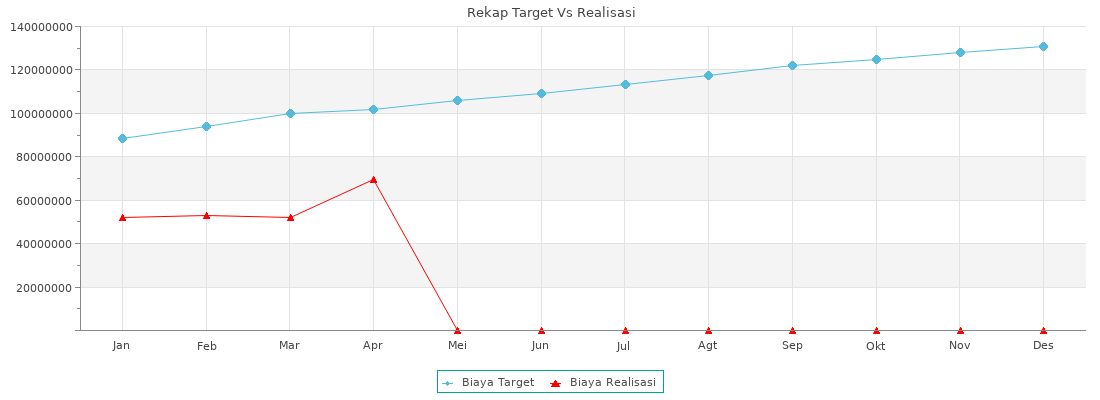 Rekap Target Vs Realisasi
140000000
120000000
100000000
80000000
60000000
40000000
20000000
Jan Feb Mar Apr Mei Jun Jul Agt Sep Okt Nov Des
Biaya Target Biaya Realisasi